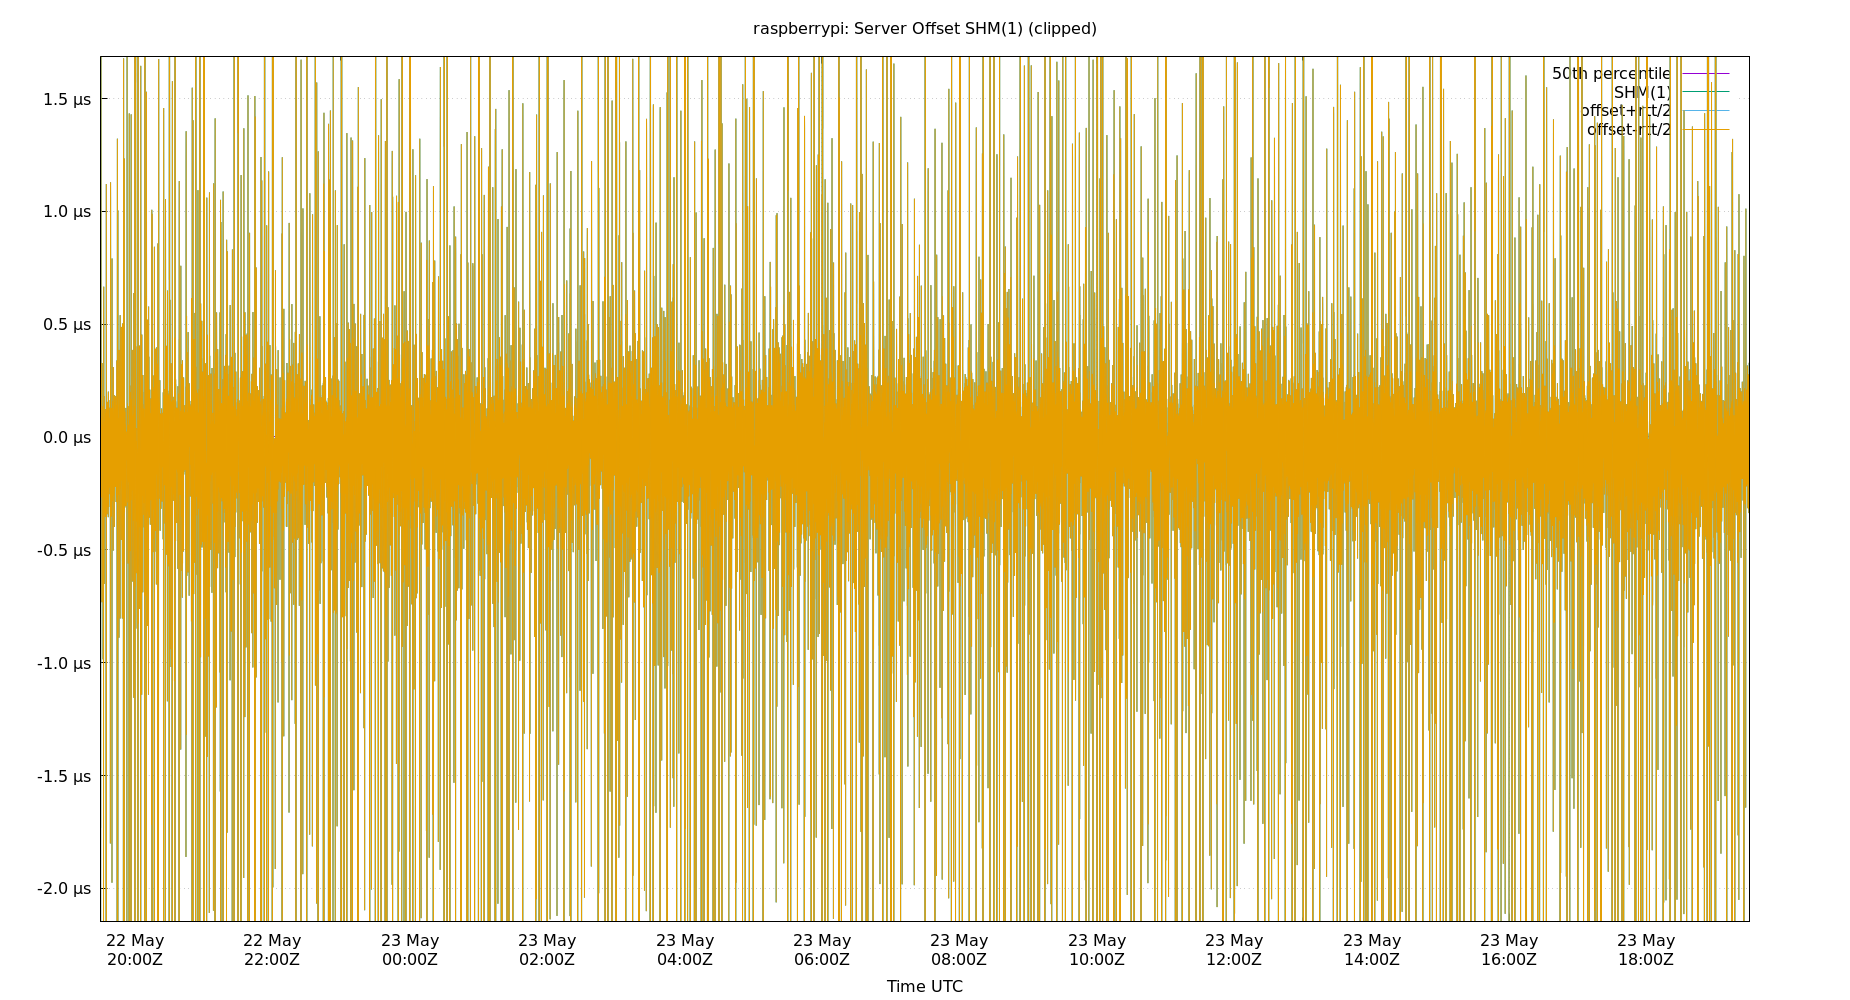 raspberrypi: Server Offset SHM(1) (clipped)
50th percentile
SHM(1)
offset+rtt/2
offset-rtt/2
1.5 µs
1.0 µs
0.5 µs
0.0 µs
-0.5 µs
-1.0 µs
-1.5 µs
-2.0 µs
22 May 22 May 23 May 23 May 23 May 23 May 23 May 23 May 23 May 23 May 23 May 23 May
20:00Z 22:00Z 00:00Z 02:00Z 04:00Z 06:00Z 08:00Z 10:00Z 12:00Z 14:00Z 16:00Z 18:00Z
Time UTC